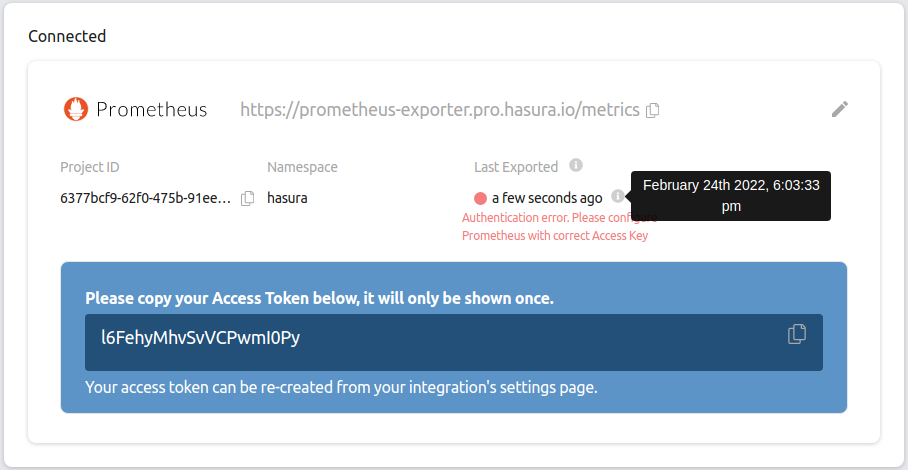 Connected
Prometheus
https://prometheus-exporter.pro.hasura.io/metrics
Project ID
Namespace
Last Exported
6377bcf9-62f0-475b-91ee...
hasura
a few seconds ago
February 24th 2022, 6:03:33
pm
Authentication error. Please configure
Prometheus with correct Access Key
Please copy your Access Token below, it will only be shown once.
l6FehyMhvSvVCPwmI0Py
Your access token can be re-created from your integration's settings page.